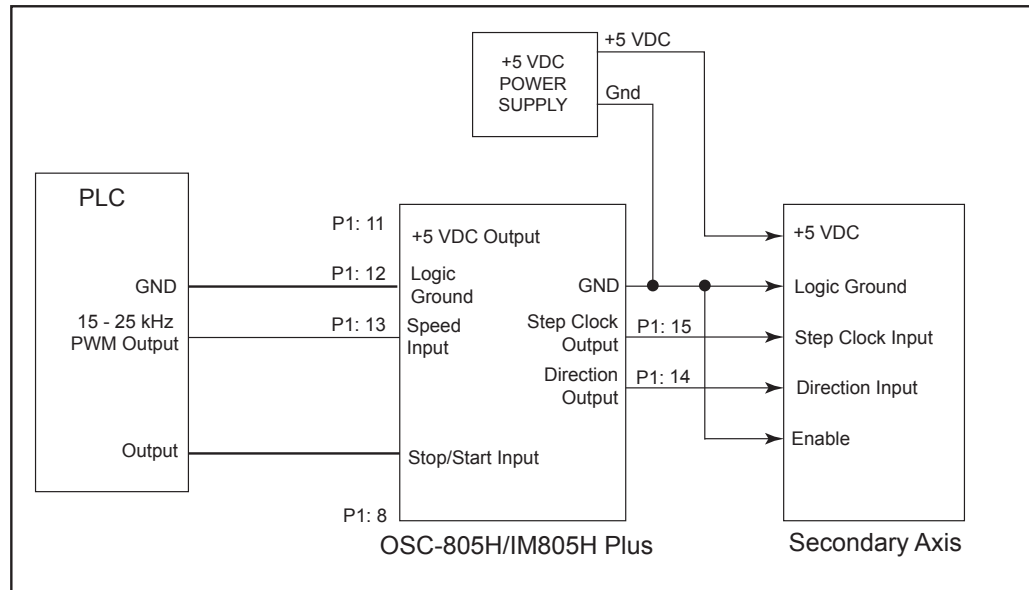 +5 VDC
POWER
SUPPLY
+5 VDC
Gnd
PLC
GND
15 - 25 kHz
PWM Output
Output
P1: 11
P1: 12
P1: 13
P1: 8
+5 VDC Output
Logic
Ground
Speed
Input
Stop/Start Input
GND
Step Clock
Output
Direction
Output
P1: 15
P1: 14
OSC-805H/IM805H Plus
+5 VDC
Logic Ground
Step Clock Input
Direction Input
Enable
Secondary Axis